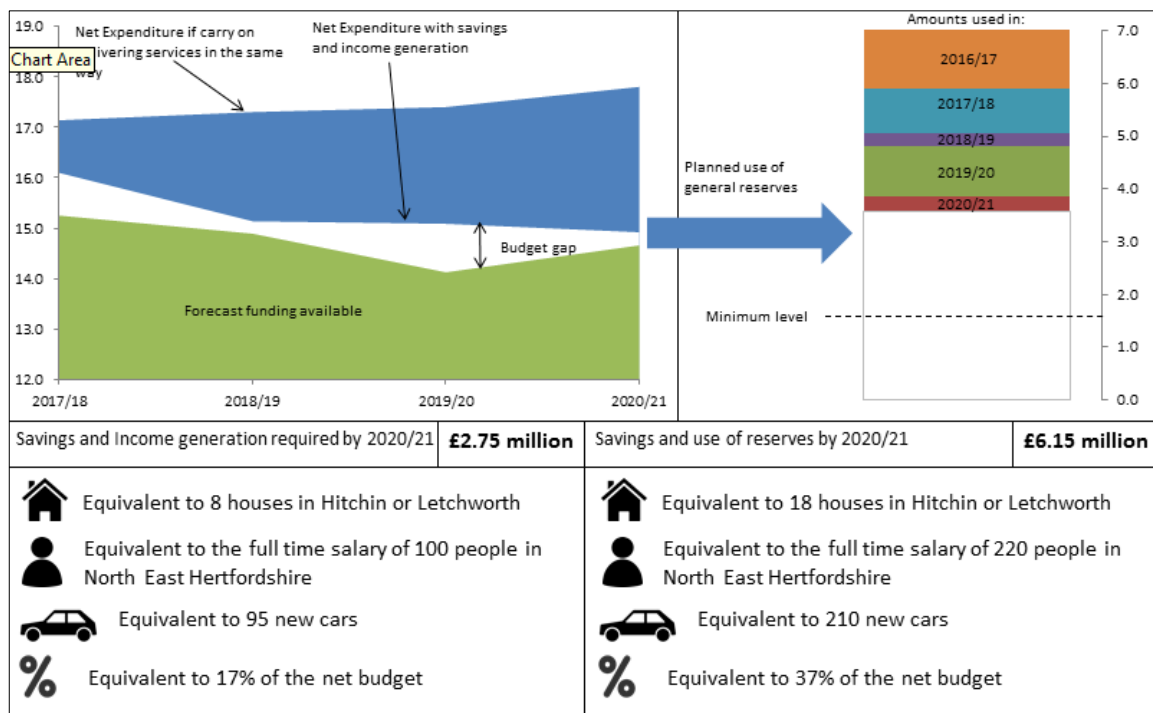 19.0
18.0
17.0
16.0
15.0
14.0
13.0
12.0
Net Expenditure if carry on
delivering services in the same
way
Chart Area
Net Expenditure with savings
and income generation
Budget gap
Forecast funding available
2017/18
2018/19
2019/20
2020/21
Planned use of
general reserves
Amounts used in:
2016/17
2017/18
2018/19
2019/20
2020/21
Minimum level
7.0
6.0
5.0
4.0
3.0
2.0
1.0
0.0
Savings and Income generation required by 2020/21
£2.75 million
Savings and use of reserves by 2020/21
£6.15 million
Equivalent to 8 houses in Hitchin or Letchworth
Equivalent to the full time salary of 100 people in
North East Hertfordshire
Equivalent to 95 new cars
% Equivalent to 17% of the net budget
Equivalent to 18 houses in Hitchin or Letchworth
Equivalent to the full time salary of 220 people in
North East Hertfordshire
Equivalent to 210 new cars
% Equivalent to 37% of the net budget